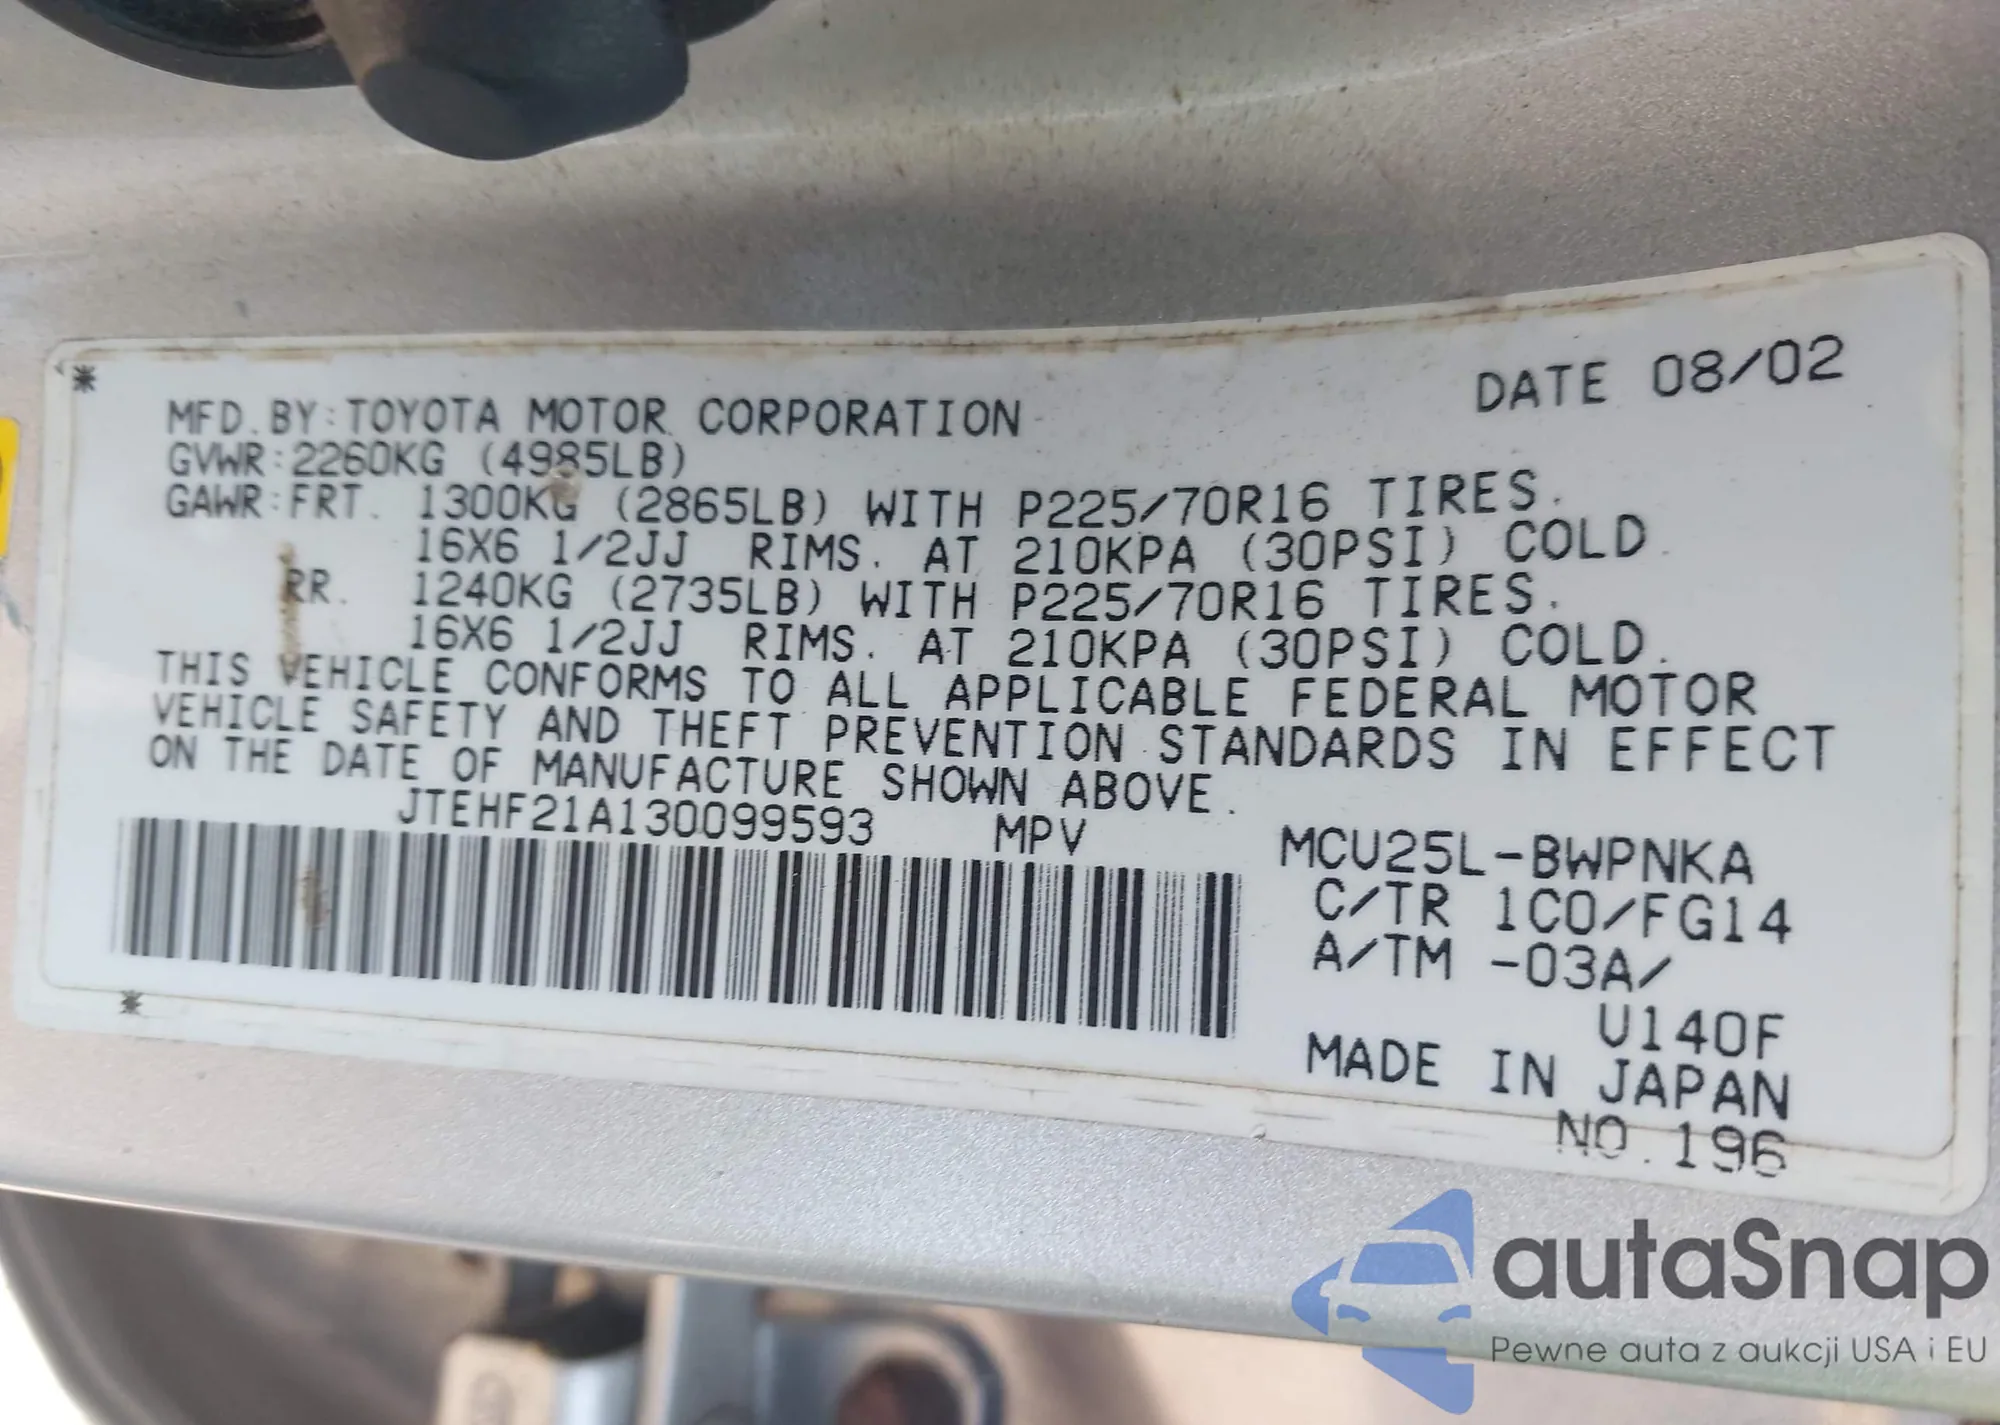 DATE 08/02
MFD. BY: TOYOTA MOTOR CORPORATION
GVWR: 2260KG (4985LB)
GAWR: FRT. 1300KG (2865LB) WITH P225/70R16 TIRES.
16X6 1/2JJ RIMS. AT 210KPA (30PSI) COLD.
RR. 1240KG (2735LB) WITH P225/70R16 TIRES.
16X6 1/2JJ RIMS. AT 210KPA (30PSI) COLD.
THIS VEHICLE CONFORMS TO ALL APPLICABLE FEDERAL MOTOR
VEHICLE SAFETY AND THEFT PREVENTION STANDARDS IN EFFECT
ON THE DATE OF MANUFACTURE SHOWN ABOVE.
JTEHF21A130099593 MPV
MCU25L-BWPNKA
C/TR 1C0/FG14
A/TM -03A/
U140F
MADE IN JAPAN
NO. 196
autaSnap
Pewne auta z aukcji USA i EU